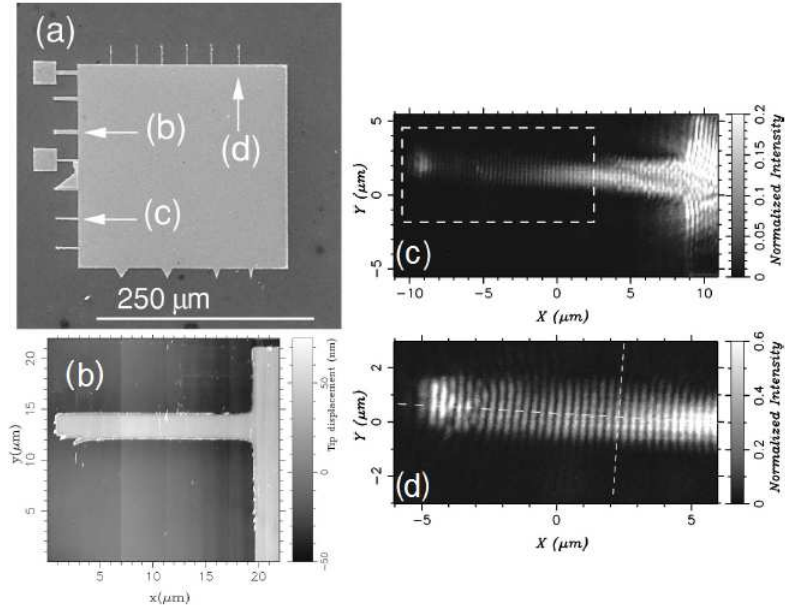 (a)
(b)
(c)
(d)
250 μm
(b)
20
15
10
5
0
y(μm)
5
10
15
20
x(μm)
50
0
−50
Tip displacement (nm)
(c)
5
0
−5
Y (μm)
−10
−5
0
5
10
X (μm)
0.2
0.15
0.1
0.05
0
Normalized Intensity
(d)
2
0
−2
Y (μm)
−5
0
5
X (μm)
0.6
0.4
0.2
0
Normalized Intensity